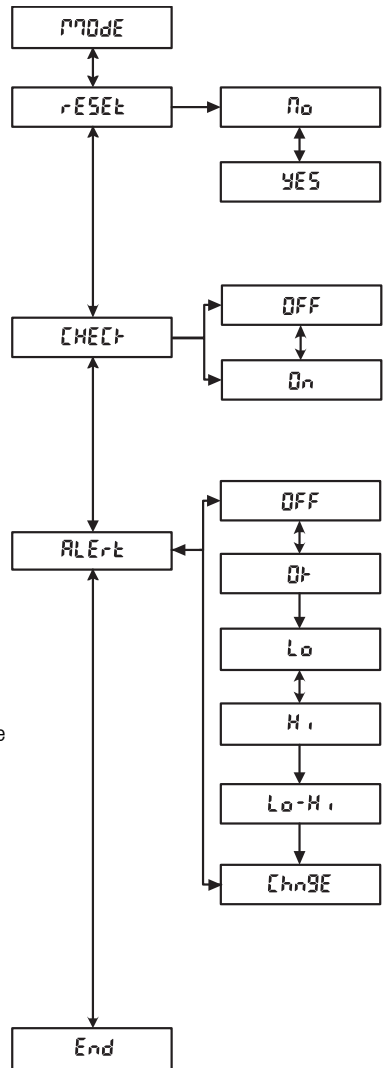 MODE
rESEt
No
YES
CHECk
OFF
On
ALErt
OFF
Ok
Lo
Hi
e
Lo-Hi
ChngE
End